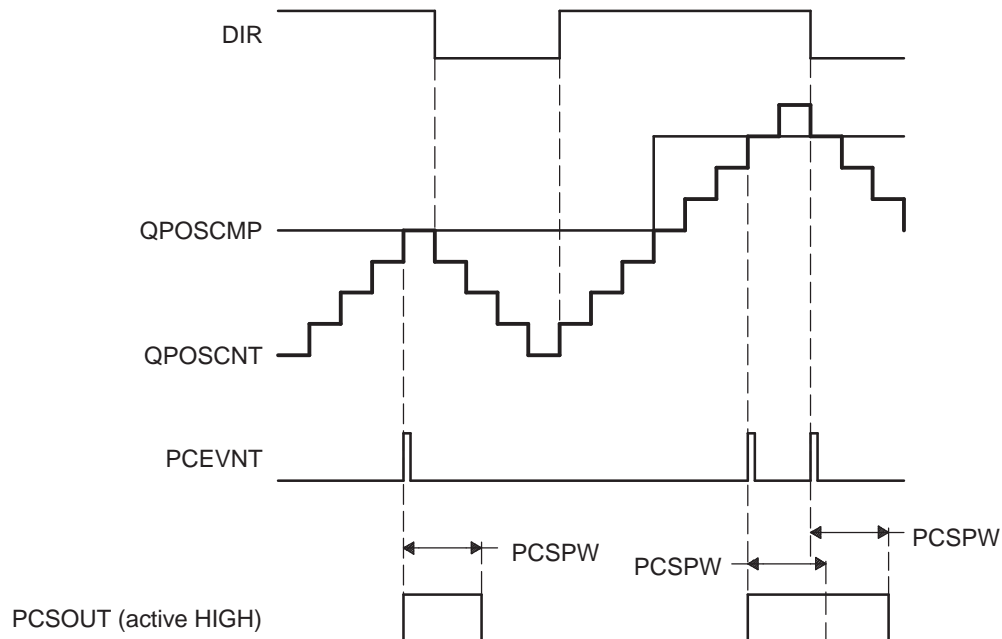 DIR
QPOSCMP
QPOSCNT
PCEVNT
PCSPW
PCSPW
PCSPW
PCSOUT (active HIGH)